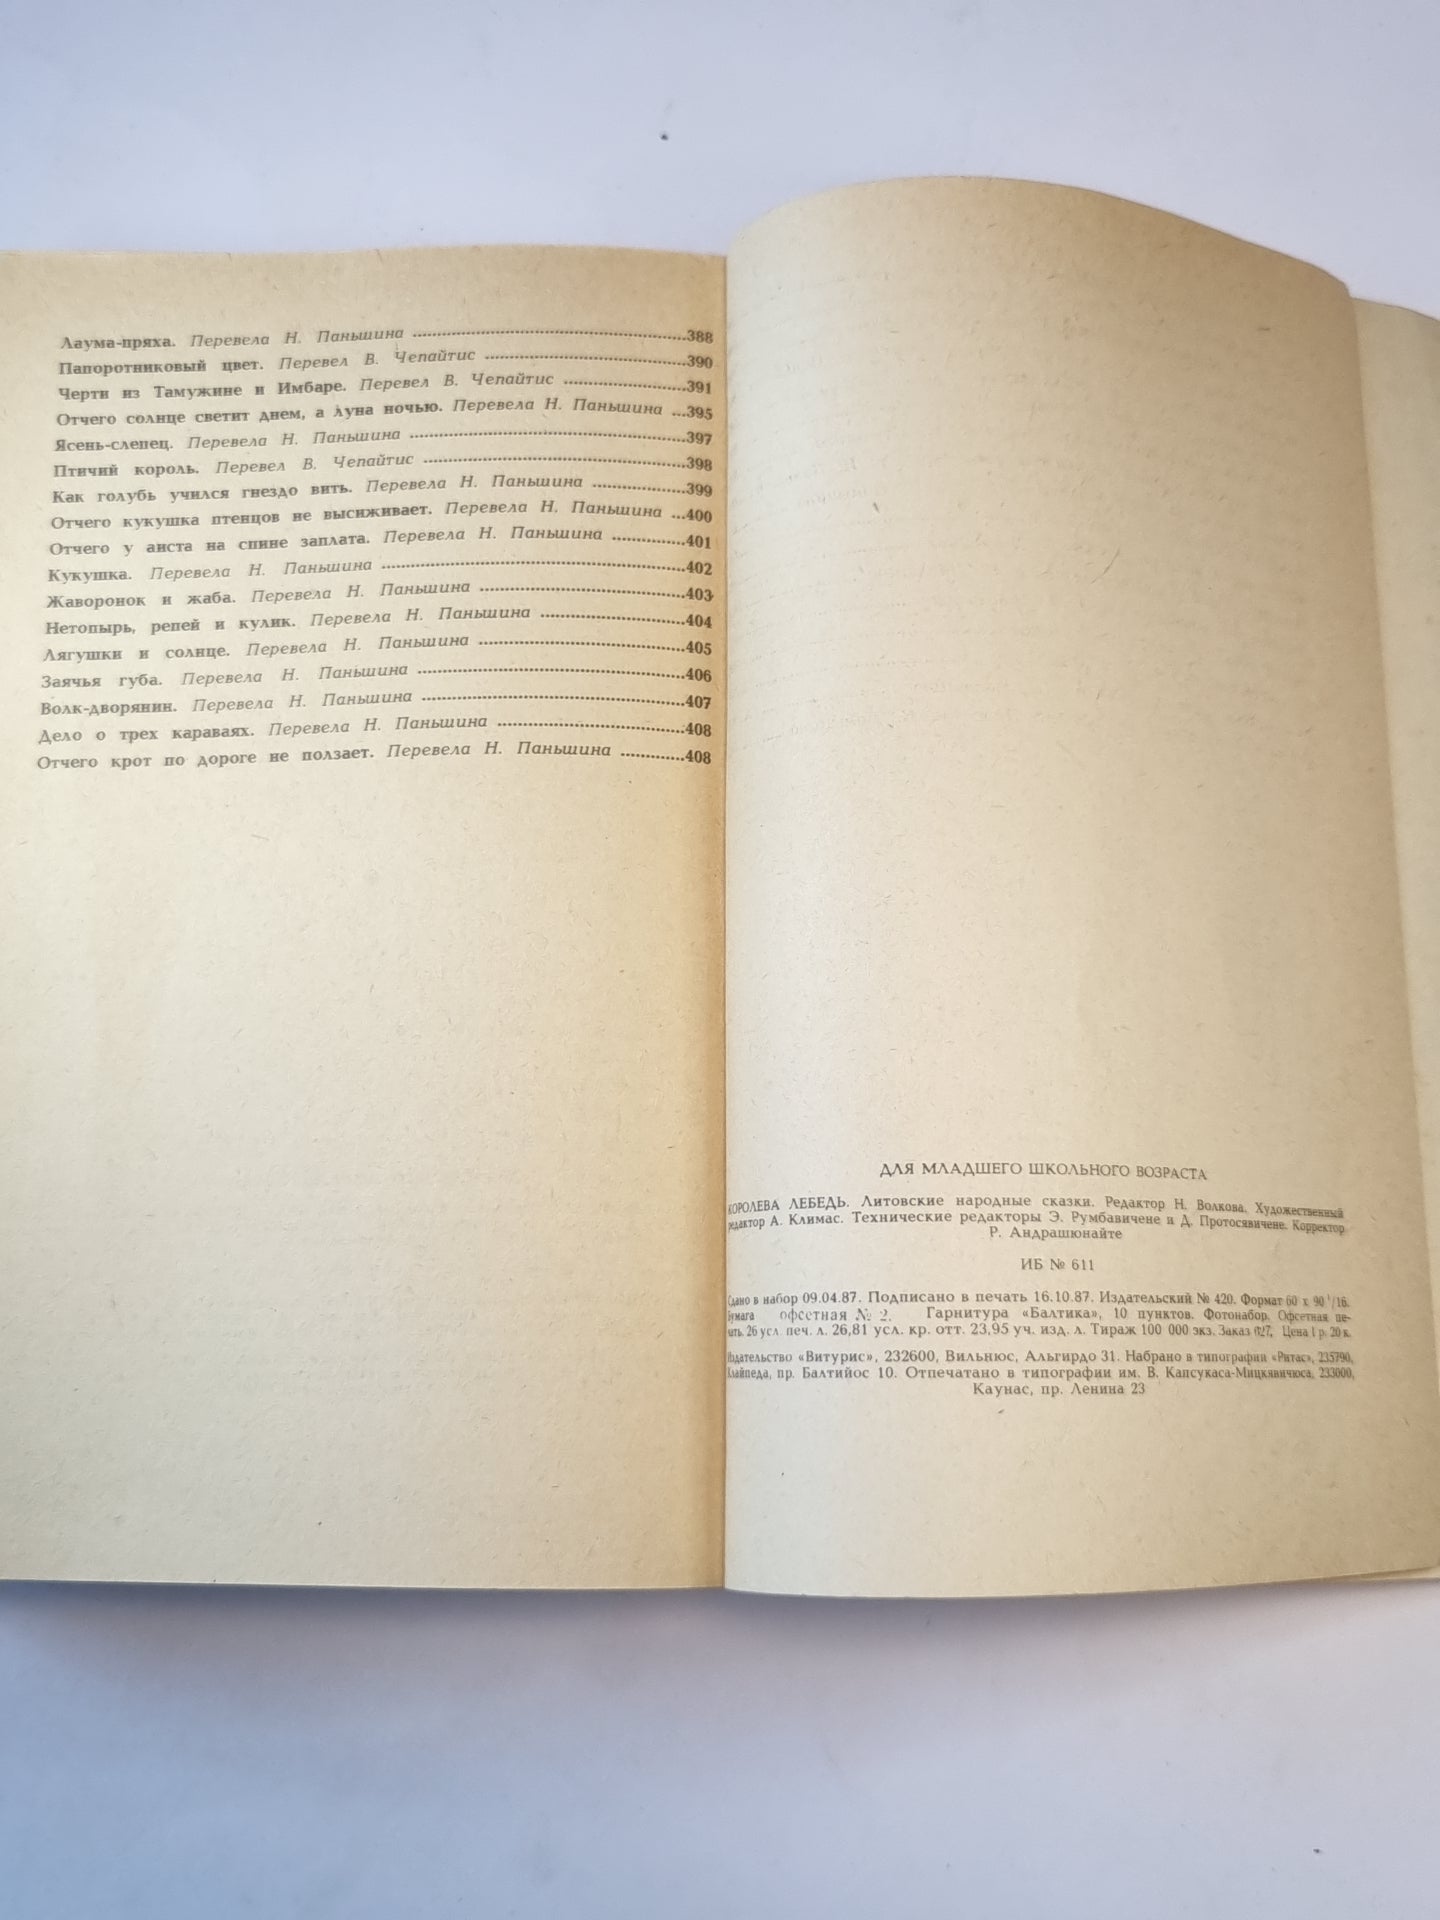 Лаума-пряха. Перевела Н. Паньшина ........388
Папоротниковый цвет. Перевел В. Чепайтис ........390
Черти из Тамужине и Имбаре. Перевел В. Чепайтис ........391
Отчего солнце светит днем, а луна ночью. Перевела Н. Паньшина ...395
Ясень-слепец. Перевела Н. Паньшина ........397
Птичий король. Перевел В. Чепайтис ........398
Как голубь учился гнездо вить. Перевела Н. Паньшина ........399
Отчего кукушка птенцов не высиживает. Перевела Н. Паньшина ...400
Отчего у аиста на спине заплата. Перевела Н. Паньшина ........401
Кукушка. Перевела Н. Паньшина ........402
Жаворонок и жаба. Перевела Н. Паньшина ........403
Нетопырь, репей и кулик. Перевела Н. Паньшина ........404
Лягушки и солнце. Перевела Н. Паньшина ........405
Заячья губа. Перевела Н. Паньшина ........406
Волк-дворянин. Перевела Н. Паньшина ........407
Дело о трех караваях. Перевела Н. Паньшина ........408
Отчего крот по дороге не ползает. Перевела Н. Паньшина ........408
ДЛЯ МЛАДШЕГО ШКОЛЬНОГО ВОЗРАСТА
КОРОЛЕВА ЛЕБЕДЬ. Литовские народные сказки. Редактор Н. Волкова. Художественный
редактор А. Климас. Технические редакторы Э. Румбавичене и Д. Протосявичене. Корректор
Р. Андрашюнайте
ИБ № 611
Сдано в набор 09.04.87. Подписано в печать 16.10.87. Издательский № 420. Формат 60 х 90 1/16.
Бумага офсетная № 2. Гарнитура «Балтика», 10 пунктов. Фотонабор. Офсетная пе-
чать. 26 усл. печ. л. 26,81 усл. кр. отт. 23,95 уч. изд. л. Тираж 100 000 экз. Заказ Цена 1 р. 20 к.
Издательство «Витурис», 232600, Вильнюс, Альгирдо 31. Набрано в типографии «Ритас», 235790,
Клайпеда, пр. Балтийос 10. Отпечатано в типографии им. В. Капсукаса-Мицкявичюса, 233000,
Каунас, пр. Ленина 23